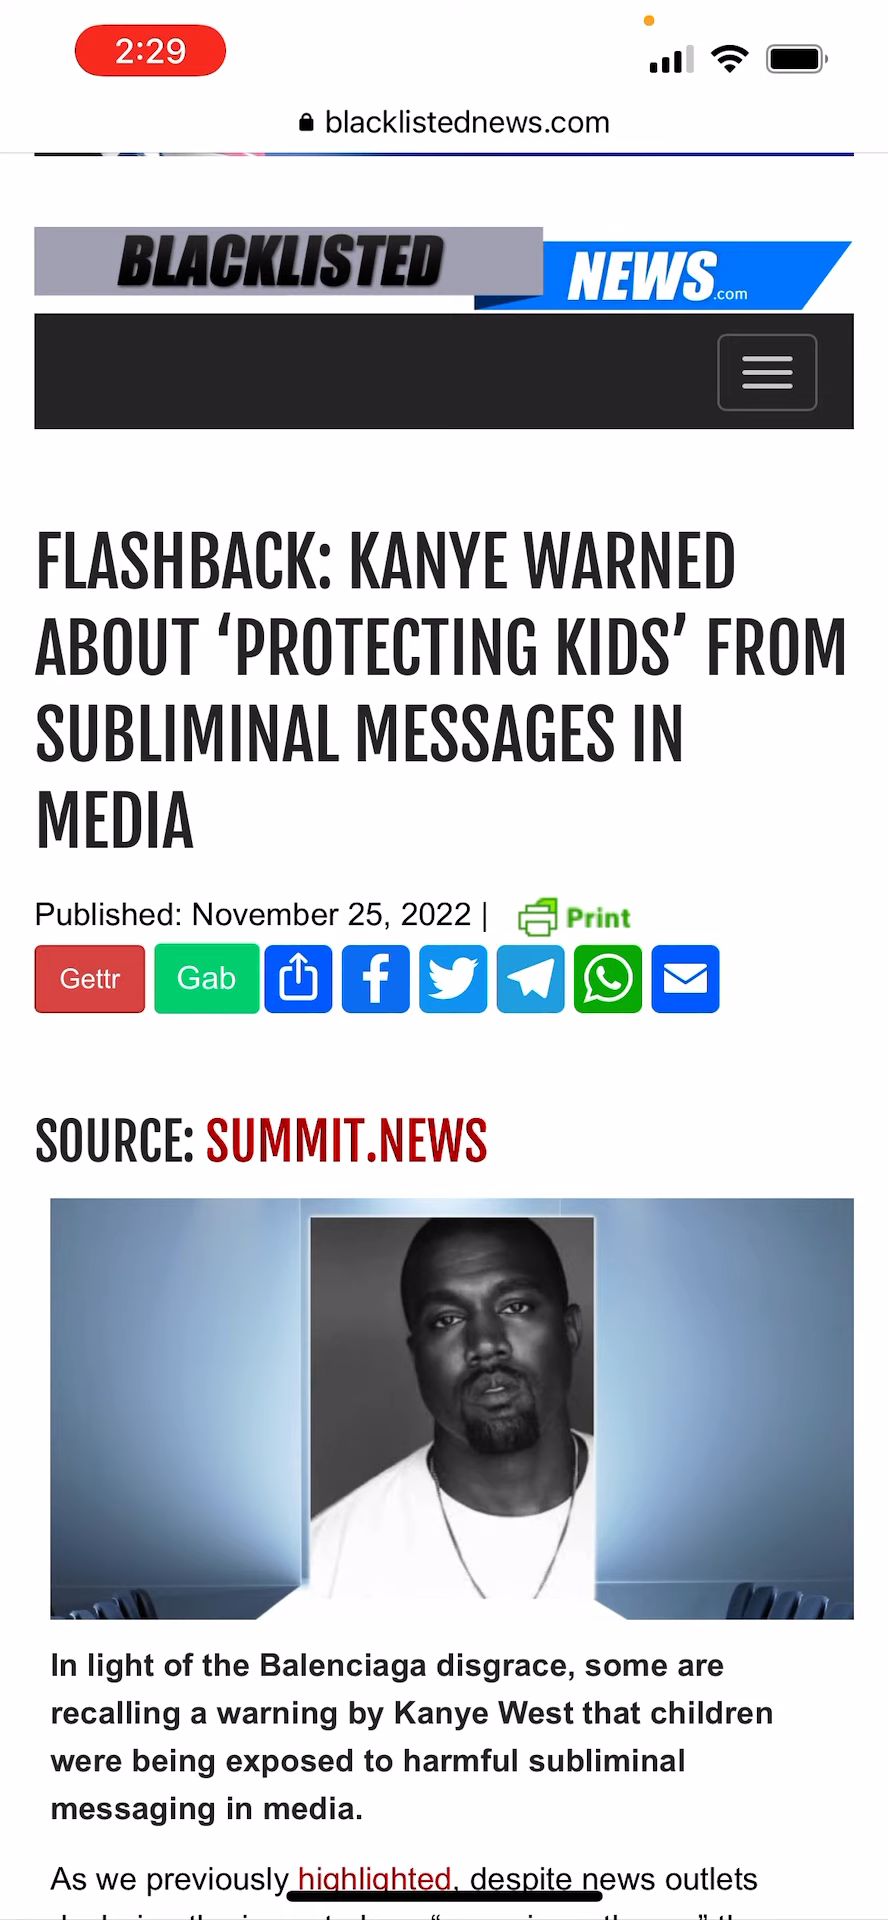 2:29
blacklistednews.com
BLACKLISTED
NEWS.com
FLASHBACK: KANYE WARNED
ABOUT ‘PROTECTING KIDS’ FROM
SUBLIMINAL MESSAGES IN
MEDIA
Published: November 25, 2022 | Print
Gettr Gab
SOURCE: SUMMIT.NEWS
In light of the Balenciaga disgrace, some are
recalling a warning by Kanye West that children
were being exposed to harmful subliminal
messaging in media.
As we previously highlighted, despite news outlets